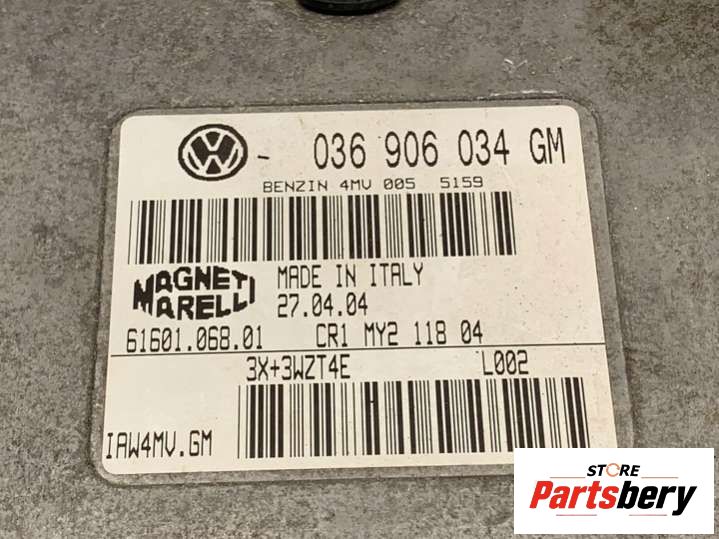 VW - 036 906 034 GM
BENZIN 4MV 005 5159
MAGNETI MARELLI
MADE IN ITALY
27.04.04
61601.068.01 CR1 MY2 118 04
3X+3WZT4E L002
IAW4MV.GM
STORE
Partsbery